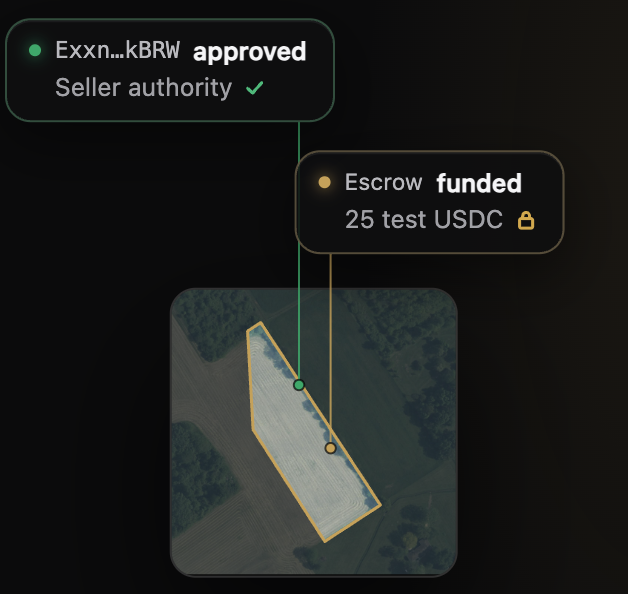 Exxn…kBRW approved
Seller authority
Escrow funded
25 test USDC